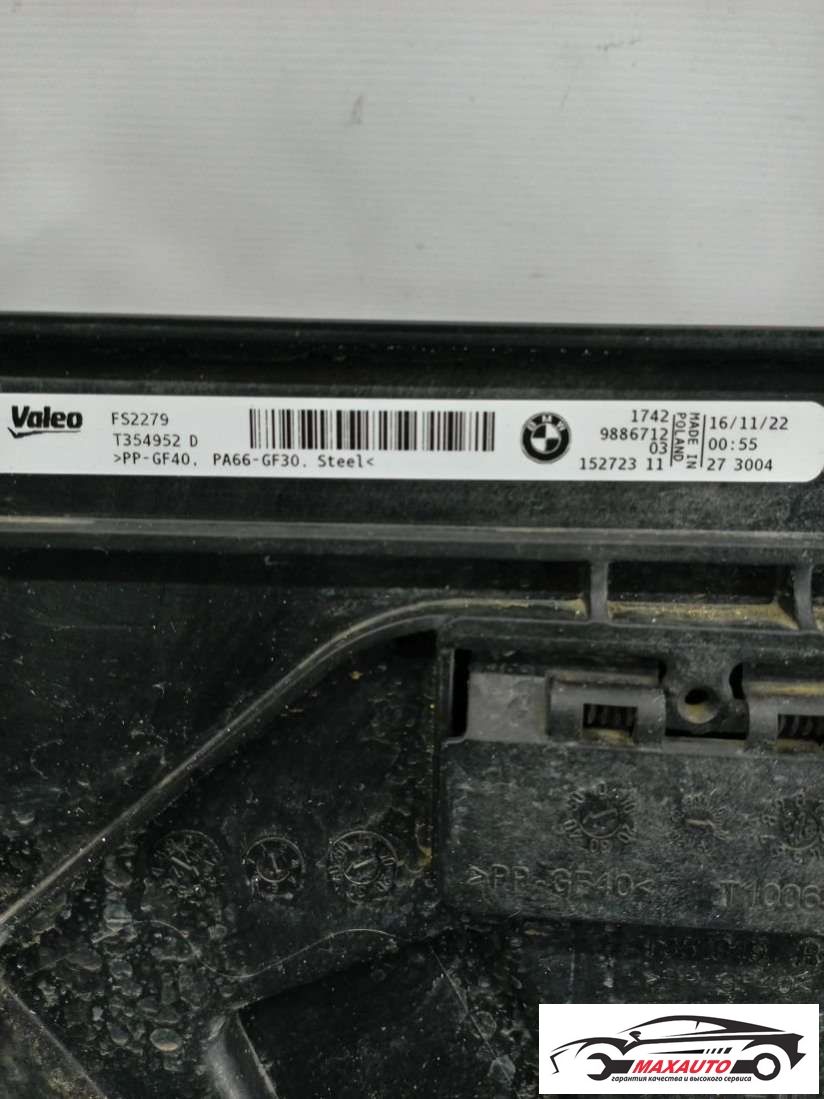 Valeo
FS2279
T354952 D
>PP-GF40. PA66-GF30. Steel<
BMW
1742
9886712
03
152723 11
MADE IN
POLAND
16/11/22
00:55
27 3004
>PP-GF40<
MAXAUTO
гарантия качества и высокого сервиса